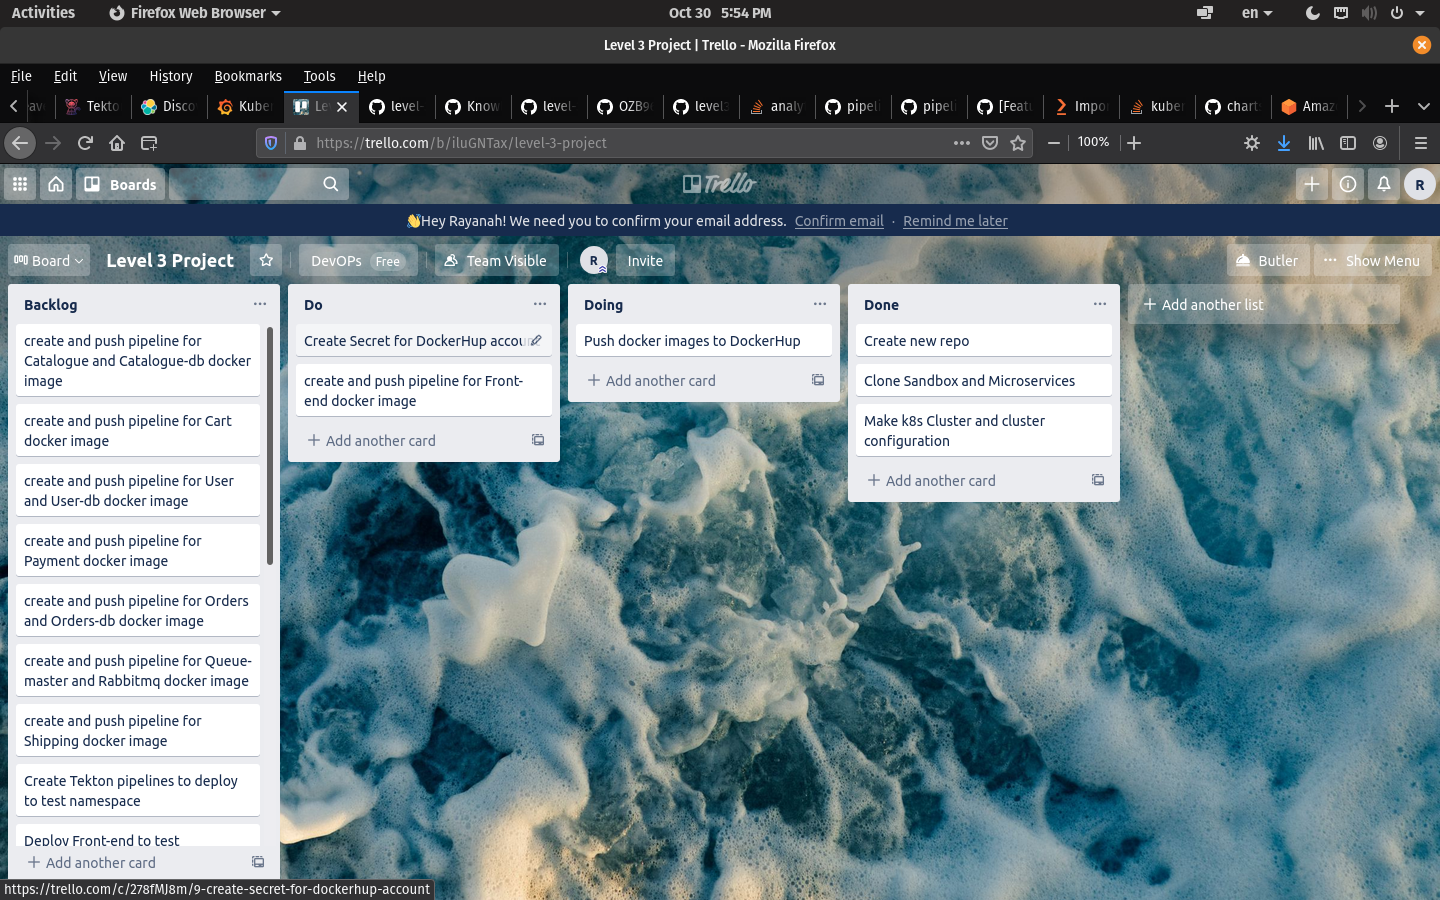 Activities
Firefox Web Browser
Oct 30 5:54 PM
en
Level 3 Project | Trello - Mozilla Firefox
File Edit View History Bookmarks Tools Help
Tekto
Disco
Kube
level-
Know
level-
level3
analy
pipeli
pipeli
[Featu
Impor
kuber
chart
Amaz
https://trello.com/b/iluGNTax/level-3-project
100%
Boards
Trello
R
👋Hey Rayanah! We need you to confirm your email address. Confirm email · Remind me later
Board
Level 3 Project
DevOPs Free
Team Visible
R
Invite
Butler
Show Menu
Backlog
create and push pipeline for
Catalogue and Catalogue-db docker
image
create and push pipeline for Cart
docker image
create and push pipeline for User
and User-db docker image
create and push pipeline for
Payment docker image
create and push pipeline for Orders
and Orders-db docker image
create and push pipeline for Queue-
master and Rabbitmq docker image
create and push pipeline for
Shipping docker image
Create Tekton pipelines to deploy
to test namespace
Deploy Front-end to test
Add another card
Do
Create Secret for DockerHup account
create and push pipeline for Front-
end docker image
Add another card
Doing
Push docker images to DockerHup
Add another card
Done
Create new repo
Clone Sandbox and Microservices
Make k8s Cluster and cluster
configuration
Add another card
Add another list
https://trello.com/c/278fMJ8m/9-create-secret-for-dockerhup-account